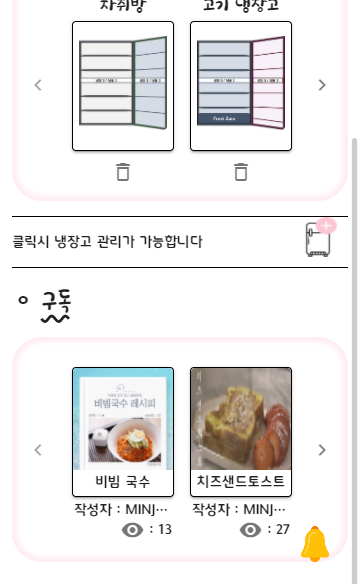 자취방
고기 냉장고
Fresh Zone
클릭시 냉장고 관리가 가능합니다
구독
비빔국수 레시피
비빔 국수
치즈샌드토스트
작성자 : MINJ…
작성자 : MINJ…
: 13
: 27